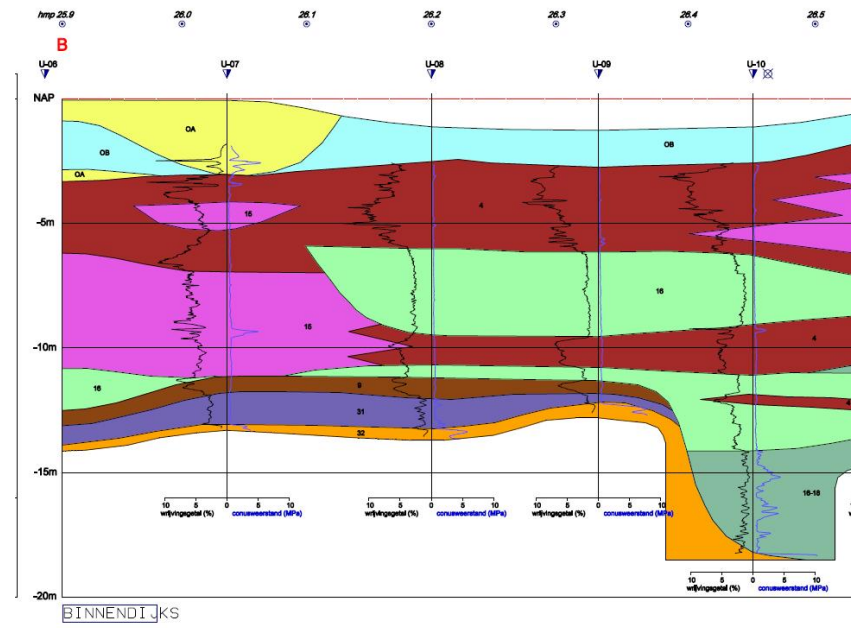 hmp 25.9 26.0 26.1 26.2 26.3 26.4 26.5
B
U-06 U-07 U-08 U-09 U-10
NAP
OA
OB OB
OA
4
15
-5m
16
15
4
-10m
16 9
4
31
32
-15m
16-18
10 5 0 5 10 10 5 0 5 10 10 5 0 5 10
wrijvingsgetal (%) conusweerstand (MPa) wrijvingsgetal (%) conusweerstand (MPa) wrijvingsgetal (%) conusweerstand (MPa)
10 5 0 5 10
wrijvingsgetal (%) conusweerstand (MPa)
-20m
BINNENDIJKS